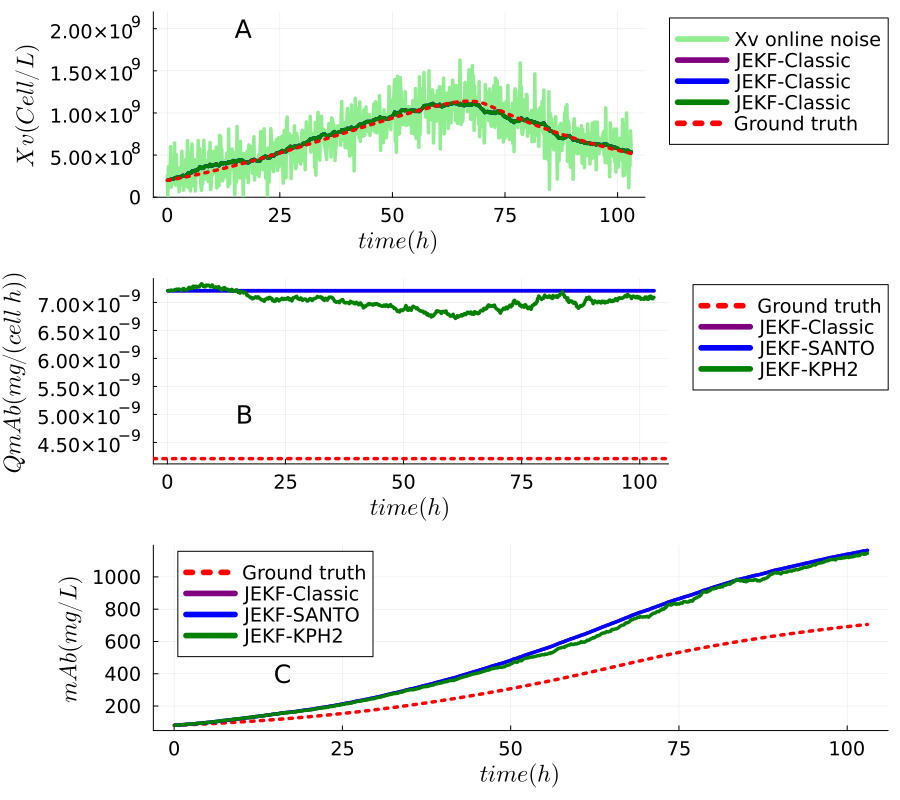 A
2.00×10⁹
1.50×10⁹
1.00×10⁹
5.00×10⁸
0
Xv(Cell/L)
0 25 50 75 100
time(h)
Xv online noise
JEKF-Classic
JEKF-Classic
JEKF-Classic
Ground truth
7.00×10⁻⁹
6.50×10⁻⁹
6.00×10⁻⁹
5.50×10⁻⁹
5.00×10⁻⁹
4.50×10⁻⁹
QmAb(mg/(cell h))
B
0 25 50 75 100
time(h)
Ground truth
JEKF-Classic
JEKF-SANTO
JEKF-KPH2
1000
800
600
400
200
mAb(mg/L)
Ground truth
JEKF-Classic
JEKF-SANTO
JEKF-KPH2
C
0 25 50 75 100
time(h)